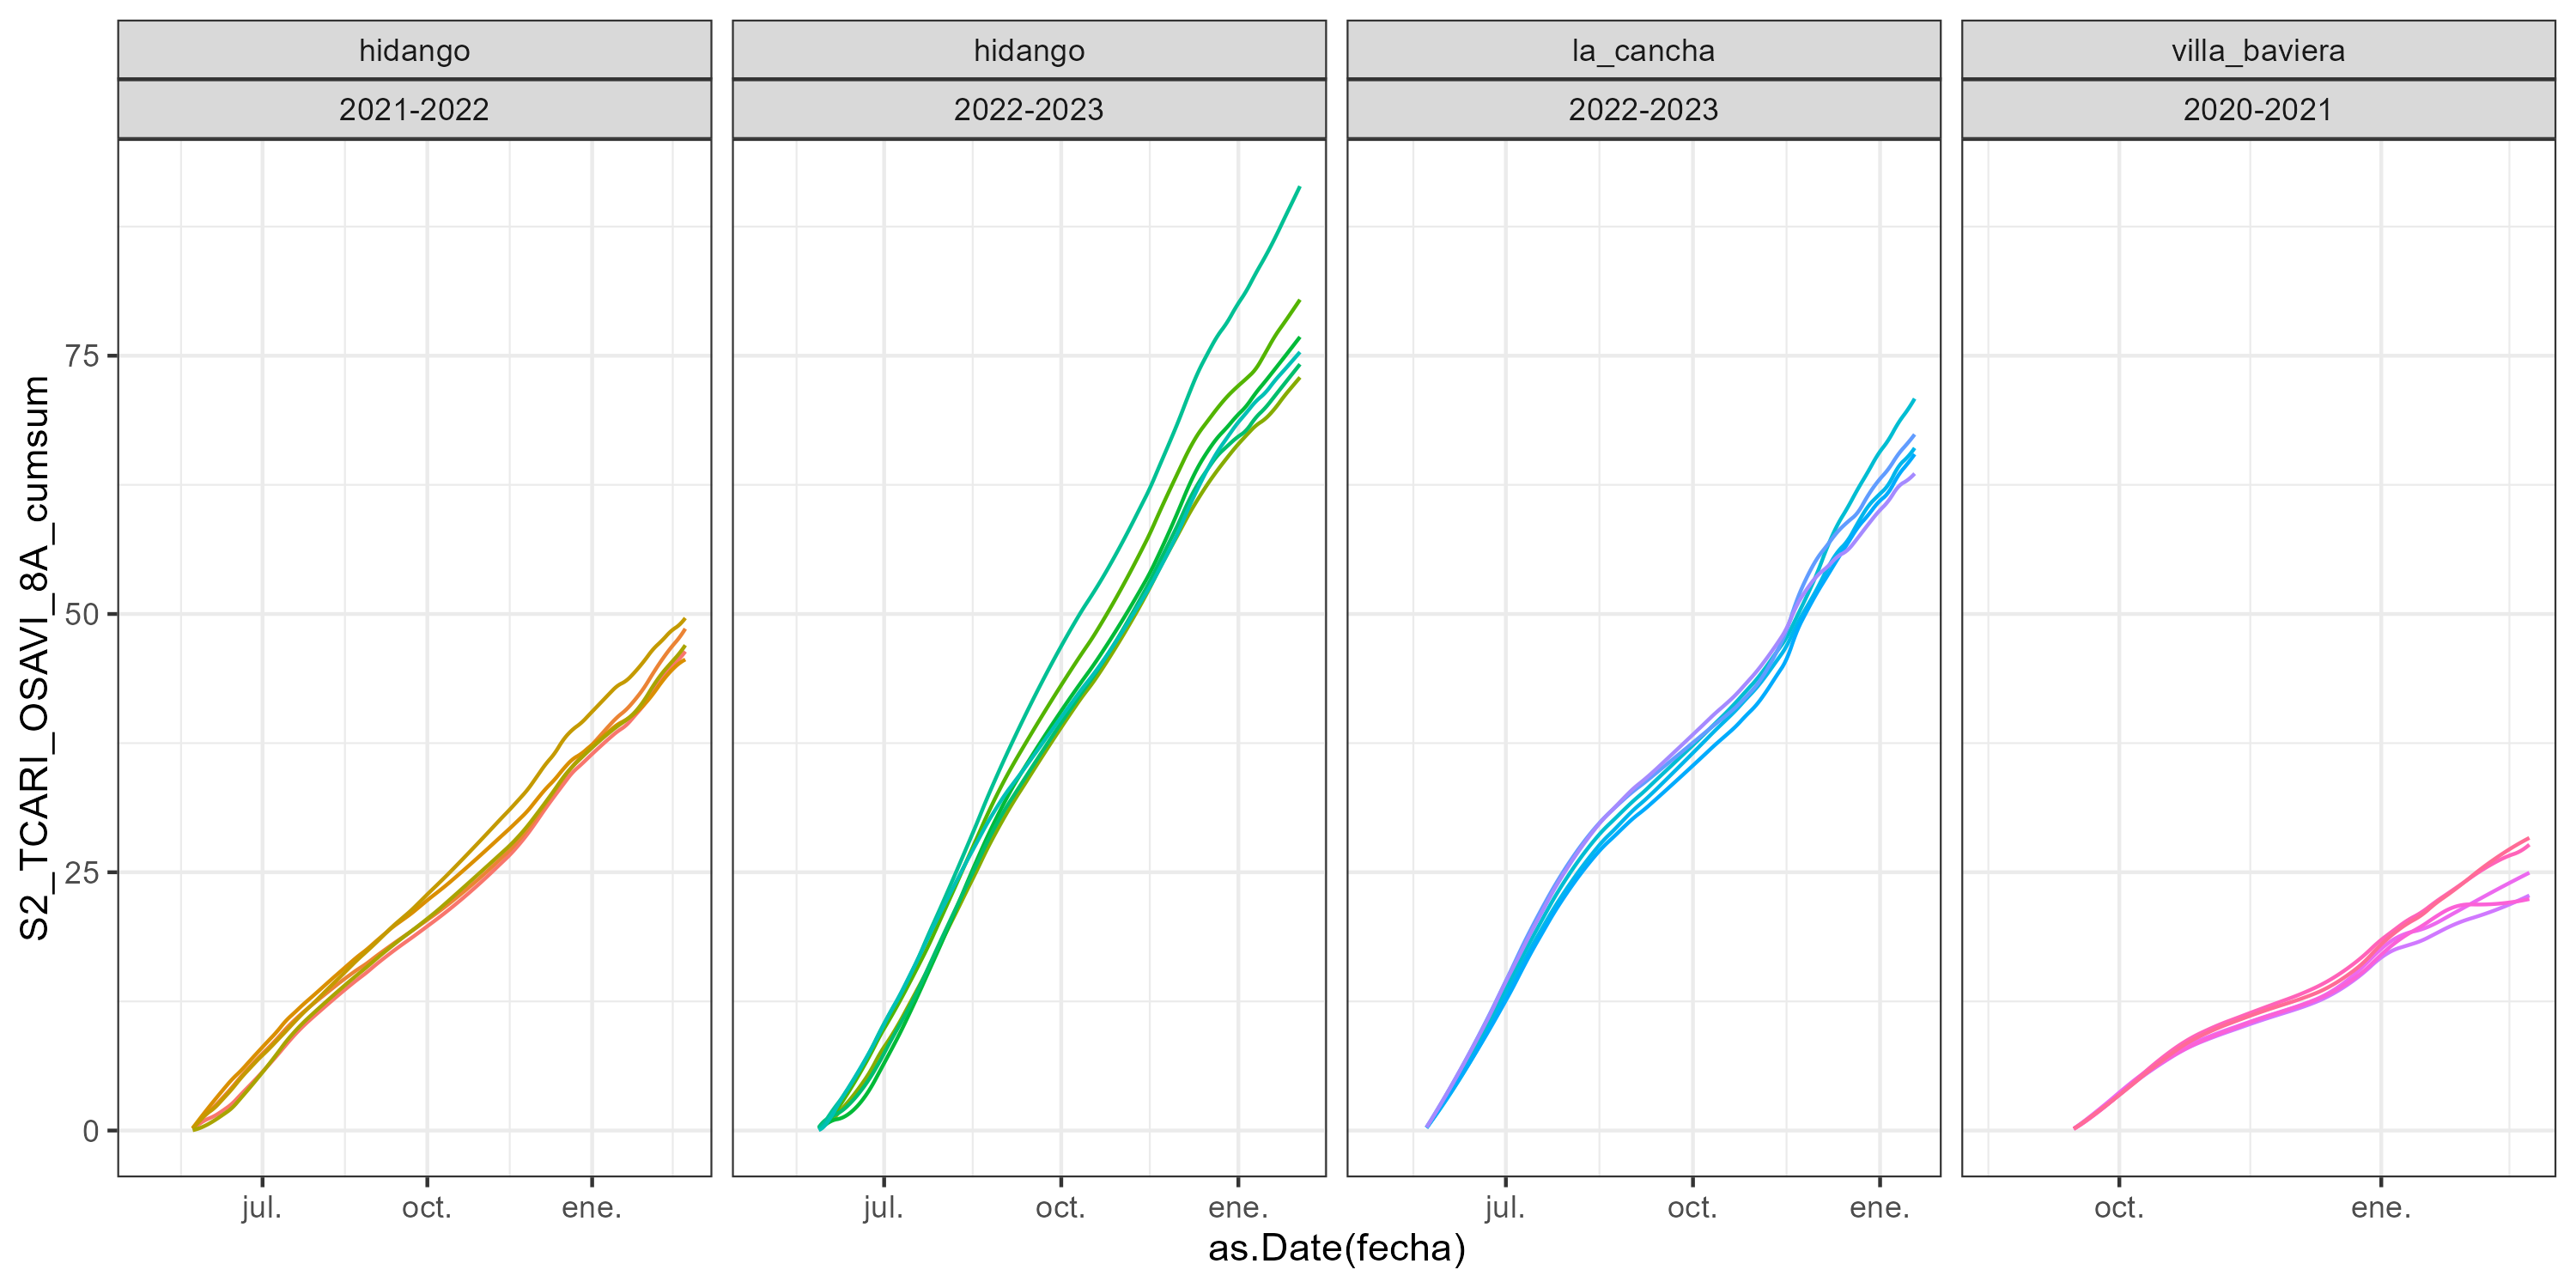 hidango
2021-2022
hidango
2022-2023
la_cancha
2022-2023
villa_baviera
2020-2021
S2_TCARI_OSAVI_8A_cumsum
75
50
25
0
jul.
oct.
ene.
jul.
oct.
ene.
jul.
oct.
ene.
oct.
ene.
as.Date(fecha)